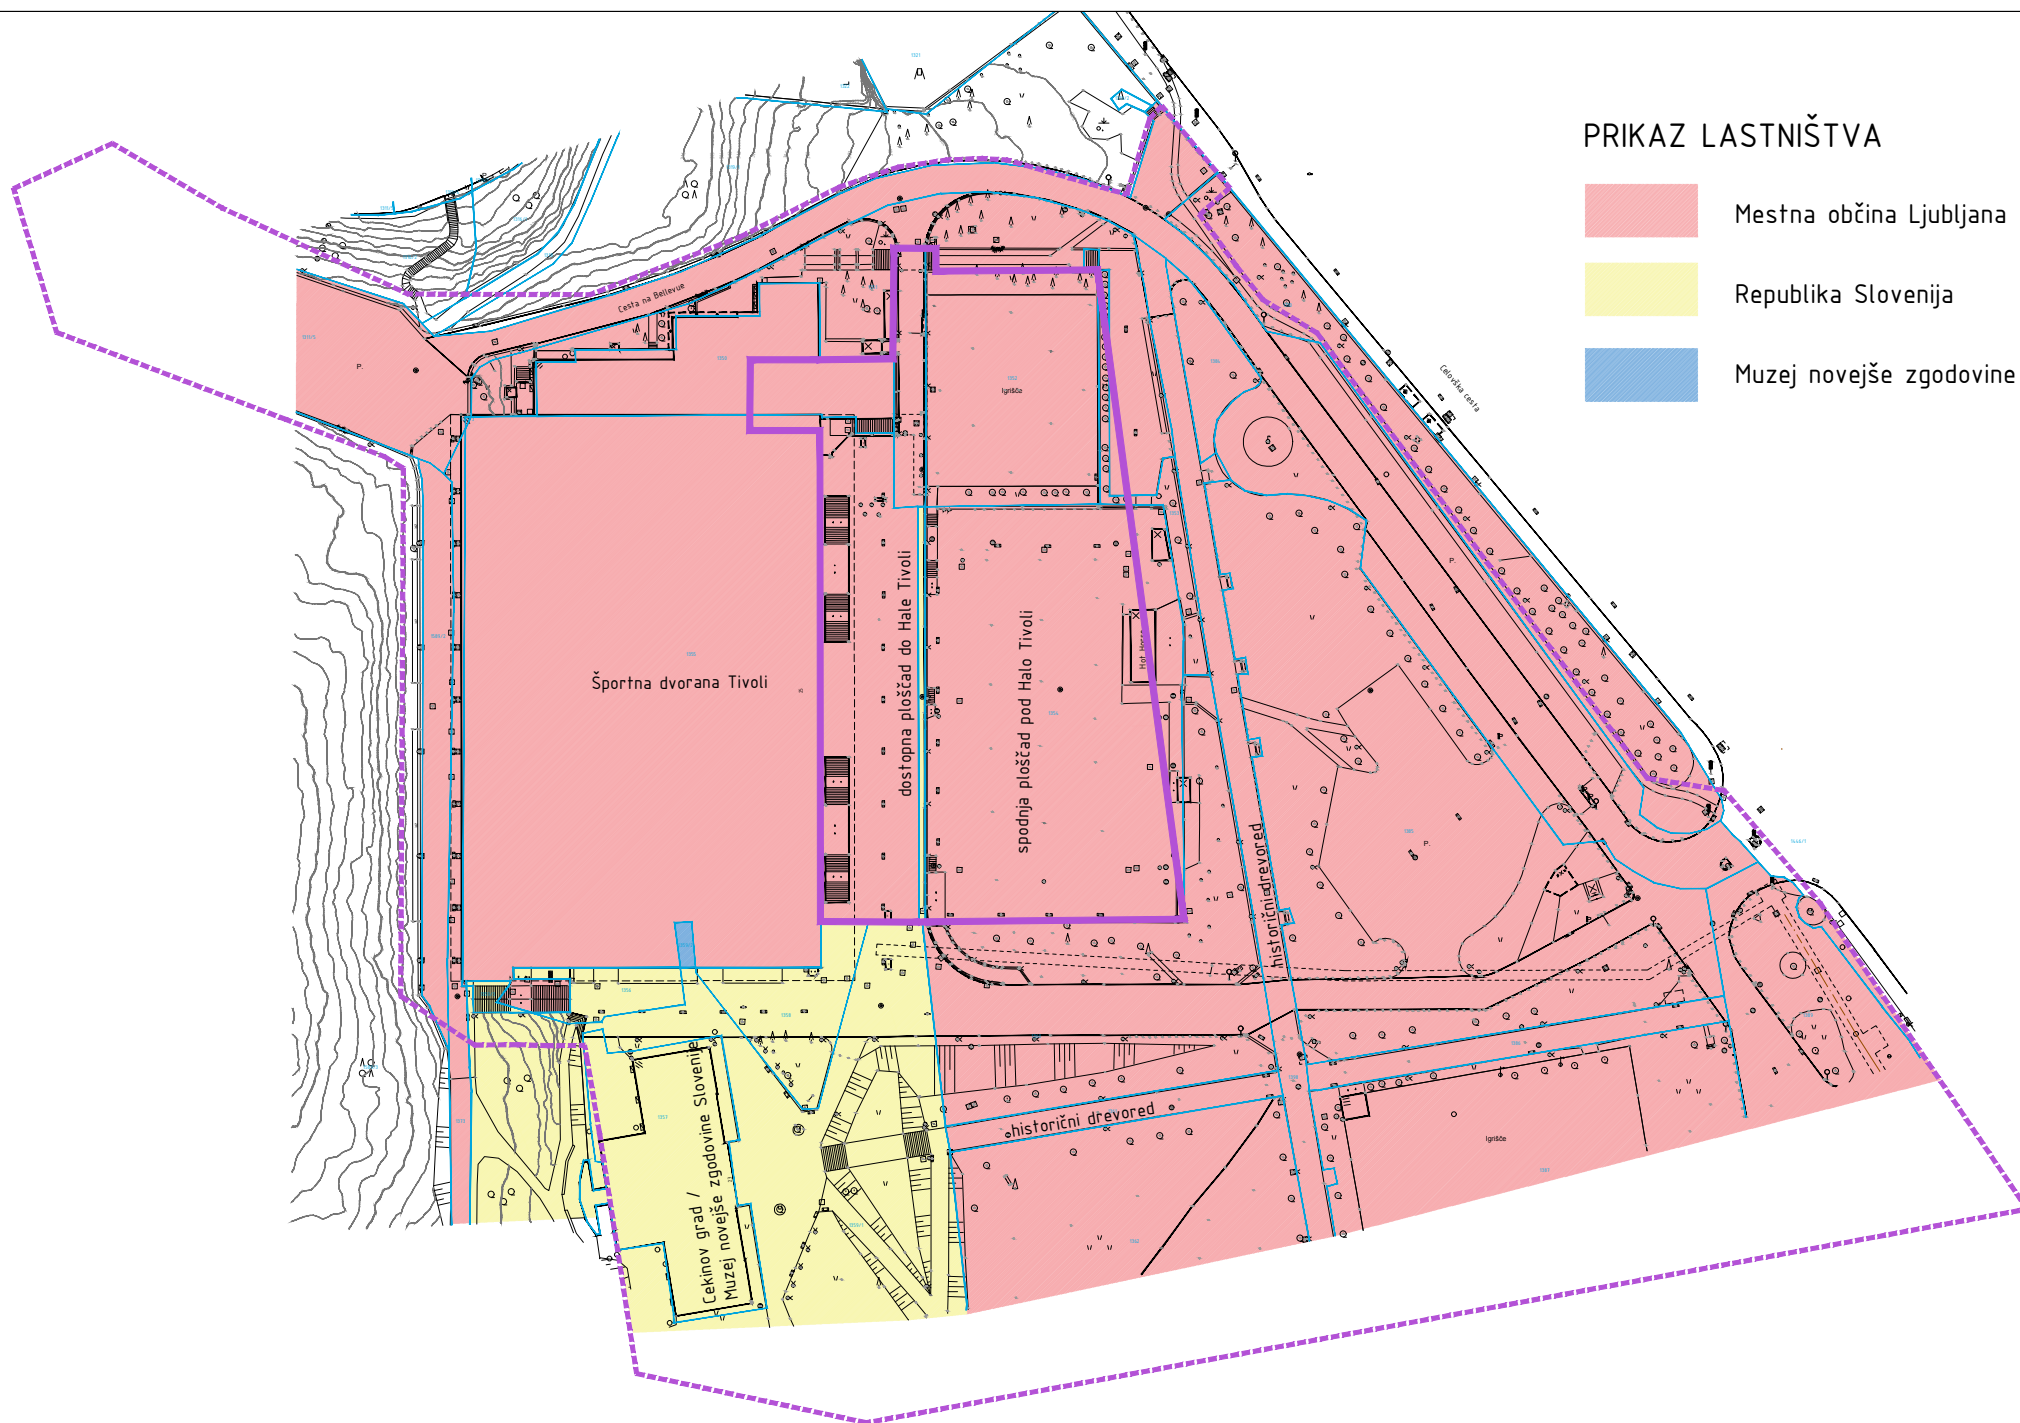 PRIKAZ LASTNIŠTVA
Mestna občina Ljubljana
Republika Slovenija
Muzej novejše zgodovine
Cesta na Bellevue
Celovška cesta
Igrišče
P.
Športna dvorana Tivoli
dostopna ploščad do Hale Tivoli
spodnja ploščad pod Halo Tivoli
Hot Horse
historični drevored
P.
P.
historični drevored
Igrišče
Cekinov grad /
Muzej novejše zgodovine Slovenije